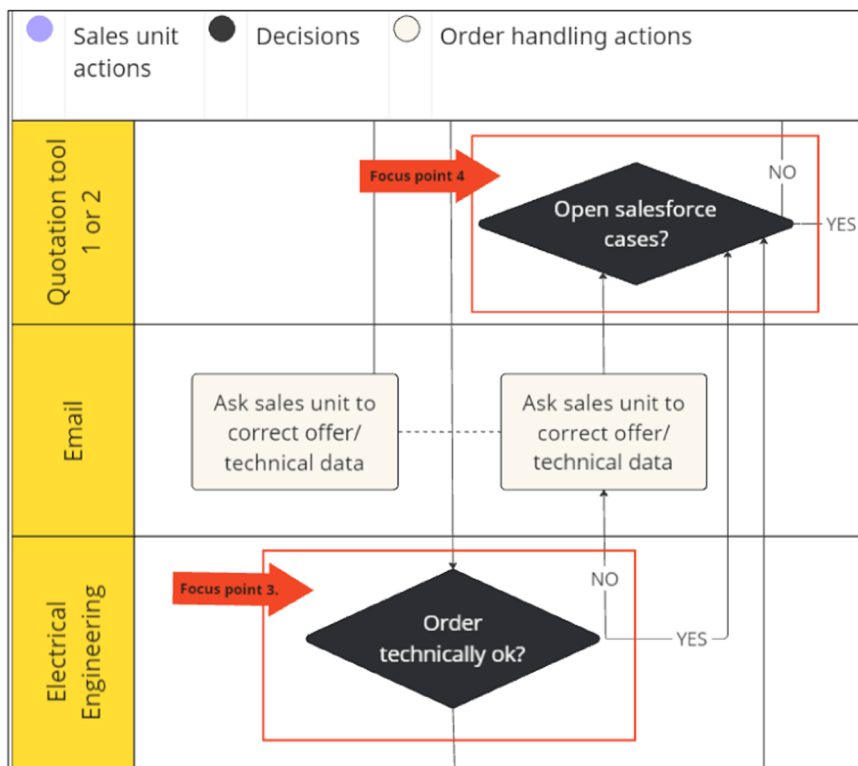 Sales unit
actions
Decisions
Order handling actions
Quotation tool
1 or 2
Focus point 4
Open salesforce
cases?
NO
YES
Email
Ask sales unit to
correct offer/
technical data
Ask sales unit to
correct offer/
technical data
Electrical
Engineering
Focus point 3.
Order
technically ok?
NO
YES